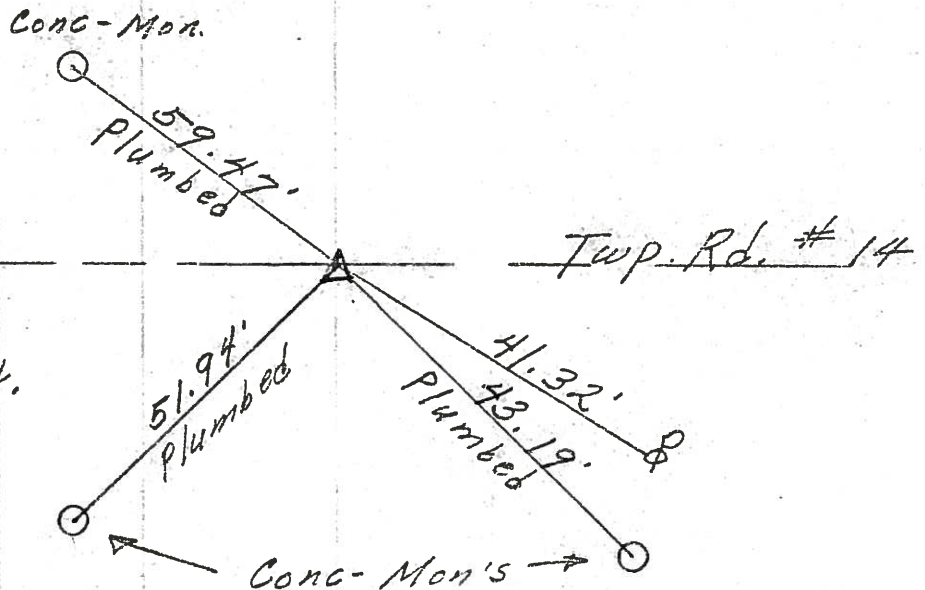 Conc-Mon.
59.47'
Plumbed
Twp. Rd. # 14
51.94'
Plumbed
41.32'
43.19'
Plumbed
Conc-Mon's